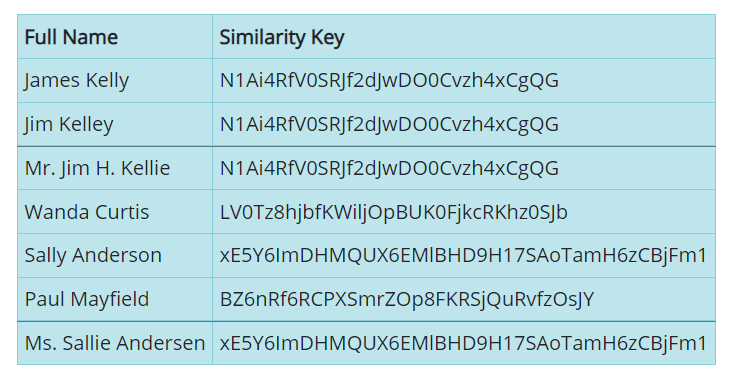 Full Name Similarity Key
James Kelly N1Ai4RfV0SRJf2dJwDO0Cvzh4xCgQG
Jim Kelley N1Ai4RfV0SRJf2dJwDO0Cvzh4xCgQG
Mr. Jim H. Kellie N1Ai4RfV0SRJf2dJwDO0Cvzh4xCgQG
Wanda Curtis LV0Tz8hjbfKWiljOpBUK0FjkcRKhz0SJb
Sally Anderson xE5Y6ImDHMQUX6EMlBHD9H17SAoTamH6zCBjFm1
Paul Mayfield BZ6nRf6RCPXSmrZOp8FKRSjQuRvfzOsJY
Ms. Sallie Andersen xE5Y6ImDHMQUX6EMlBHD9H17SAoTamH6zCBjFm1